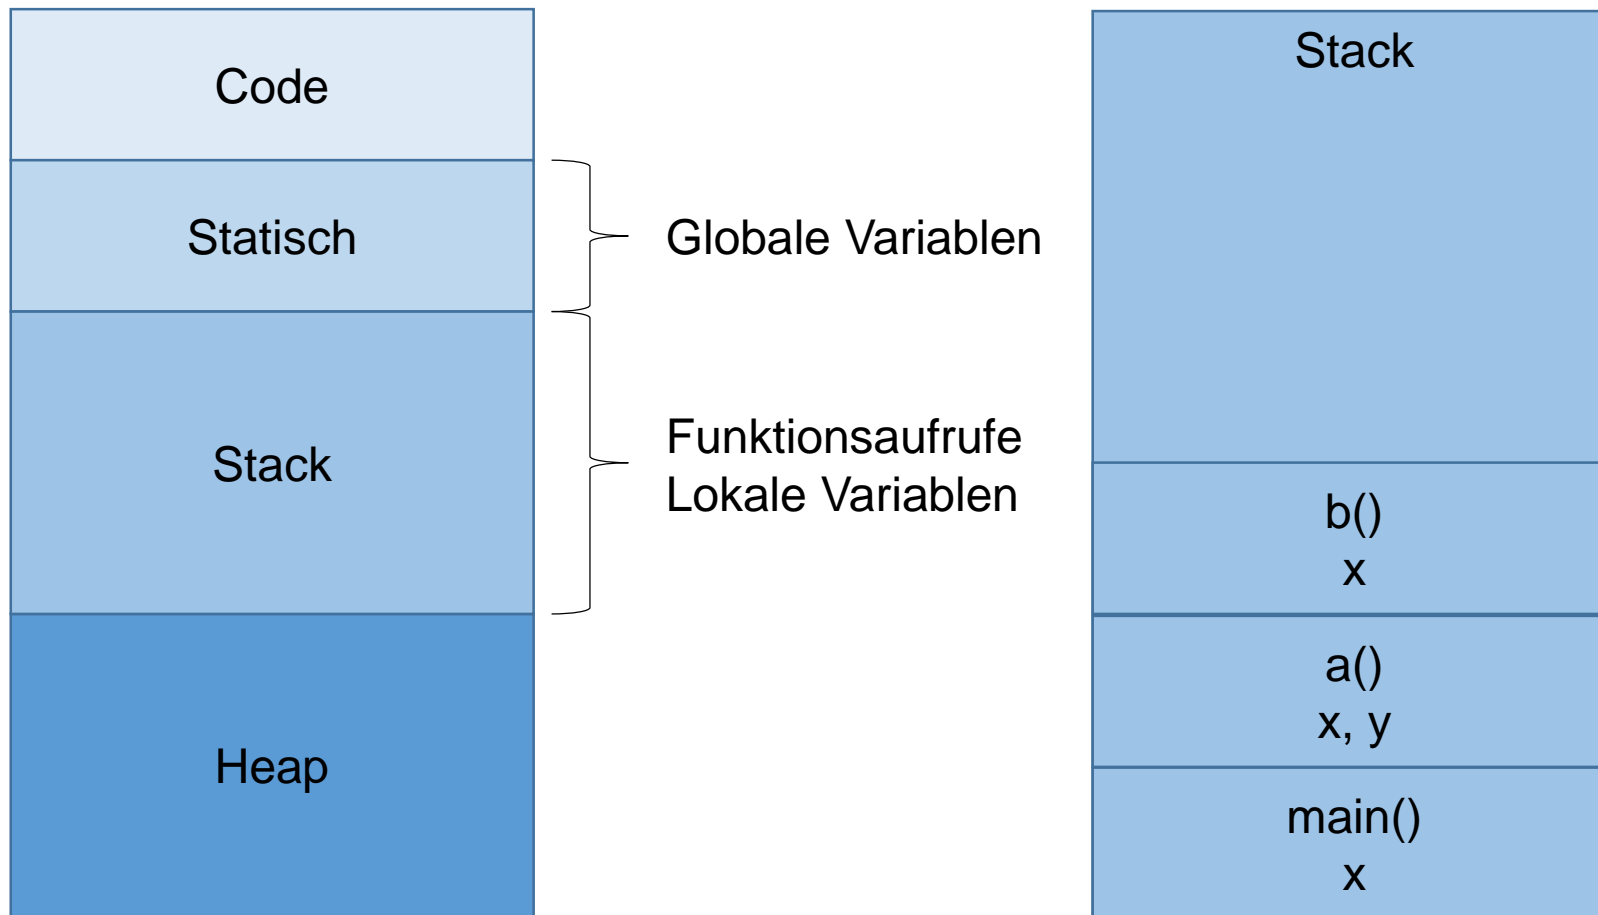 Code
Statisch
Stack
Heap
Globale Variablen
Funktionsaufrufe
Lokale Variablen
Stack
b()
x
a()
x, y
main()
x